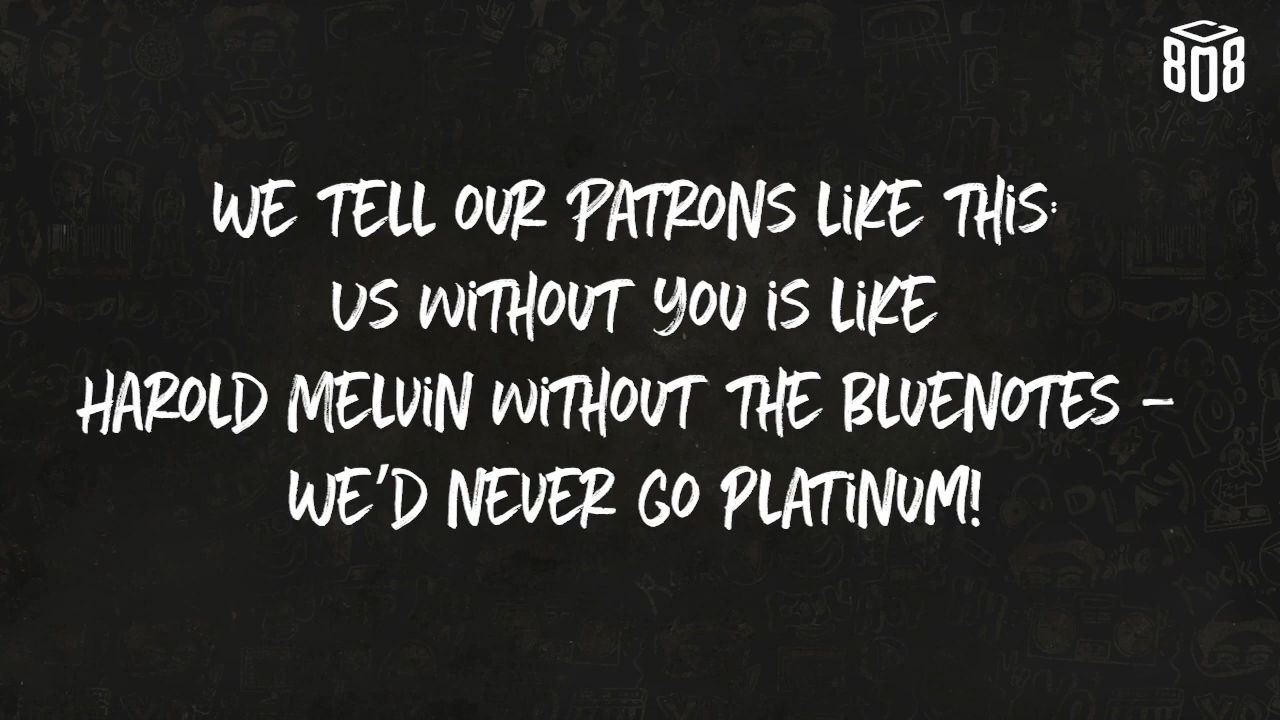 808
WE TELL OUR PATRONS LIKE THIS:
US WITHOUT YOU IS LIKE
HAROLD MELVIN WITHOUT THE BLUENOTES –
WE'D NEVER GO PLATINUM!